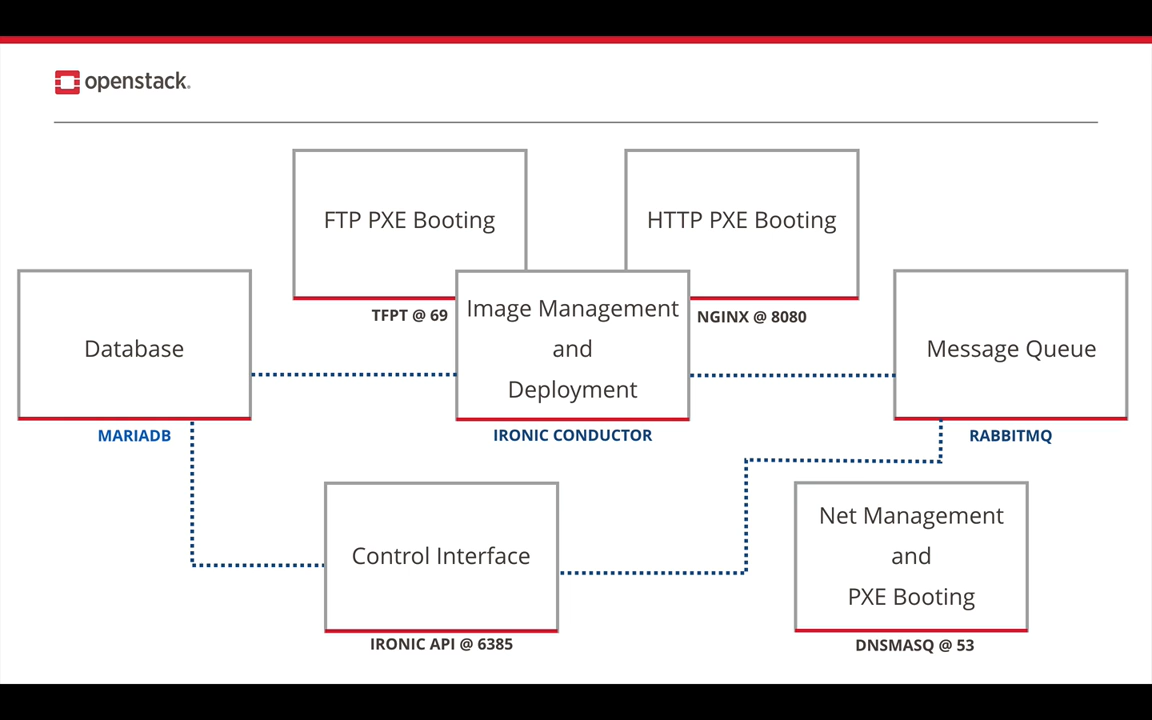 openstack.
FTP PXE Booting
HTTP PXE Booting
TFPT @ 69
NGINX @ 8080
Database
MARIADB
Image Management
and
Deployment
IRONIC CONDUCTOR
Message Queue
RABBITMQ
Control Interface
IRONIC API @ 6385
Net Management
and
PXE Booting
DNSMASQ @ 53